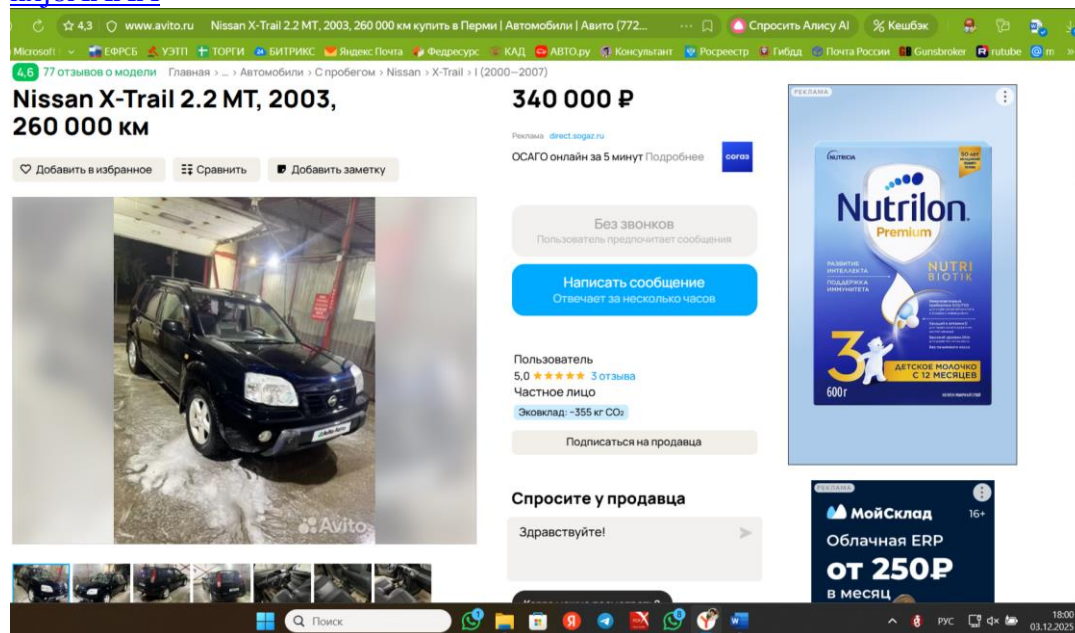 4,3 www.avito.ru Nissan X-Trail 2.2 MT, 2003, 260 000 км купить в Перми | Автомобили | Авито (772... Спросить Алису AI % Кешбэк
Microsoft ЕФРСБ УЭТП ТОРГИ БИТРИКС Яндекс Почта Федресурс КАД АВТО.ру Консультант Росреестр Гибдд Почта России Gunsbroker rutube m »
4,6 77 отзывов о модели Главная › ... › Автомобили › С пробегом › Nissan › X-Trail › I (2000—2007)
Nissan X-Trail 2.2 MT, 2003,
260 000 км
Добавить в избранное Сравнить Добавить заметку
340 000 ₽
Реклама direct.sogaz.ru
ОСАГО онлайн за 5 минут Подробнее
согаз
Без звонков
Пользователь предпочитает сообщения
Написать сообщение
Отвечает за несколько часов
Пользователь
5,0 ★★★★★ 3 отзыва
Частное лицо
Эковклад: −355 кг CO₂
Подписаться на продавца
Спросите у продавца
Здравствуйте!
Avito
РЕКЛАМА
NUTRICIA
Nutrilon
Premium
РАЗВИТИЕ
ИНТЕЛЛЕКТА
ПОДДЕРЖКА
ИММУНИТЕТА
NUTRI
BIOTIK
3
ДЕТСКОЕ МОЛОЧКО
С 12 МЕСЯЦЕВ
600 г
РЕКЛАМА
МойСклад 16+
Облачная ERP
от 250₽
в месяц
Поиск
РУС
18:00
03.12.2025